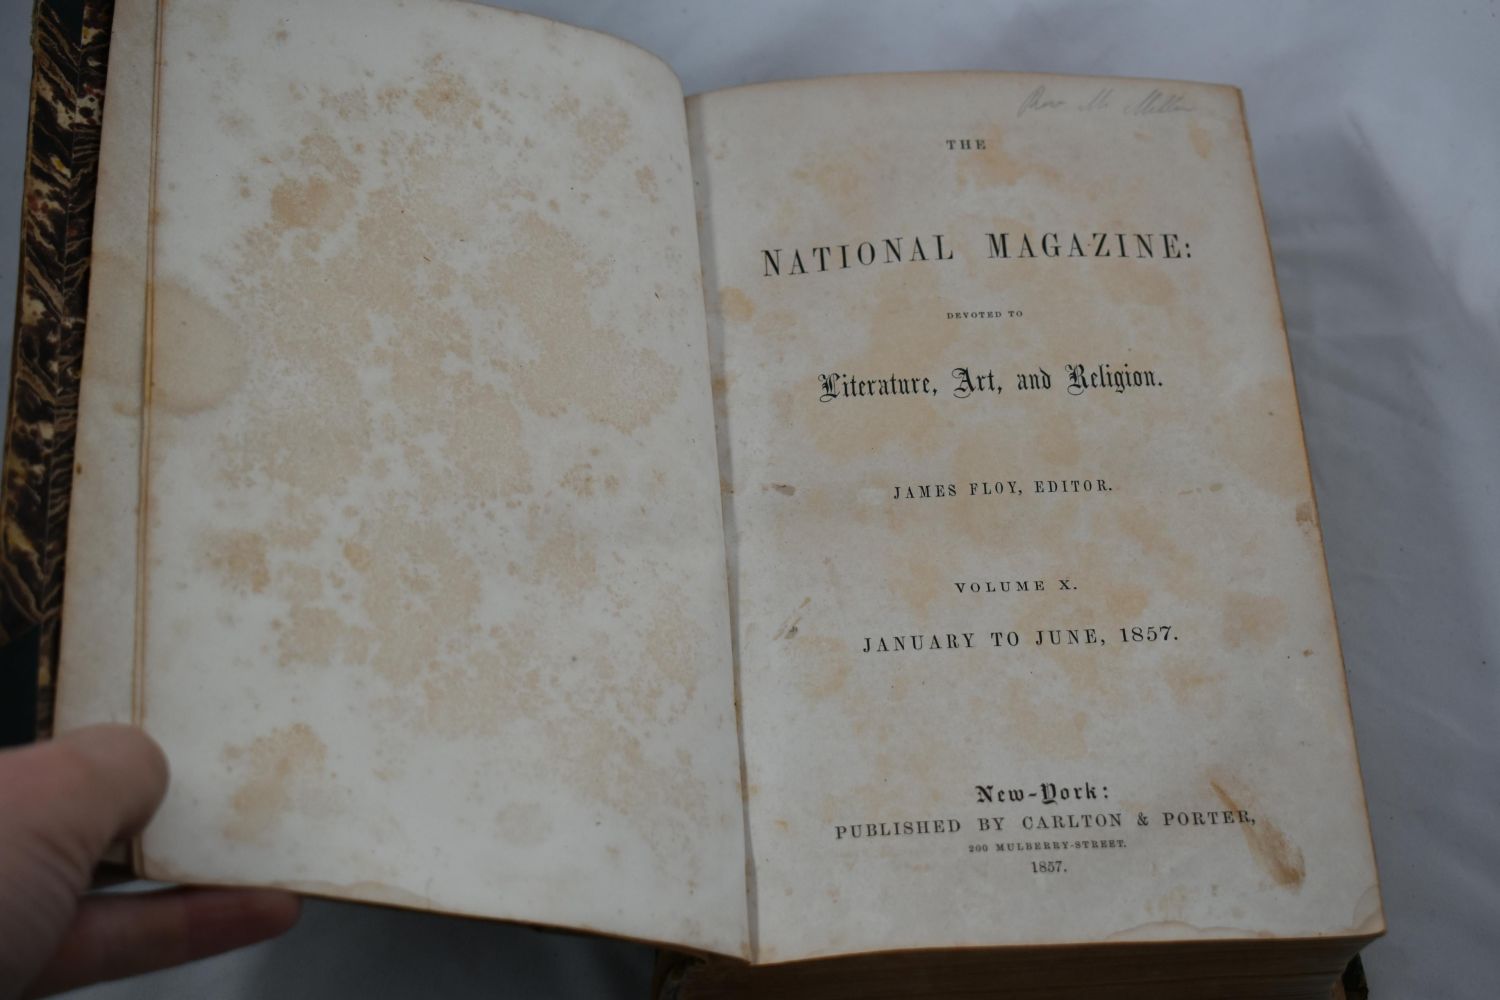 THE
NATIONAL MAGAZINE:
DEVOTED TO
Literature, Art, and Religion.
JAMES FLOY, EDITOR.
VOLUME X.
JANUARY TO JUNE, 1857.
New-York:
PUBLISHED BY CARLTON & PORTER,
200 MULBERRY-STREET.
1857.